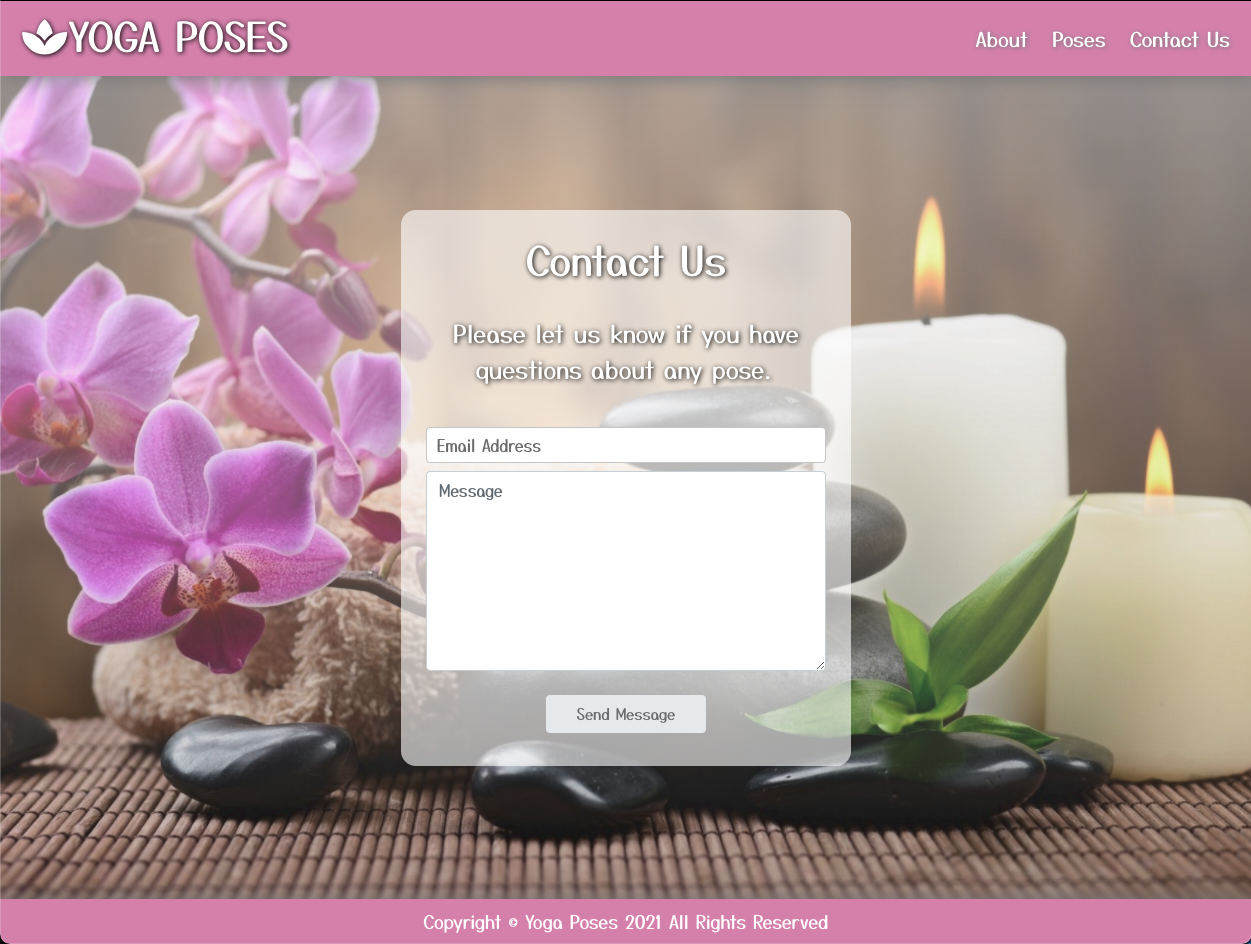 YOGA POSES
About Poses Contact Us
Contact Us
Please let us know if you have
questions about any pose.
Email Address
Message
Send Message
Copyright © Yoga Poses 2021 All Rights Reserved